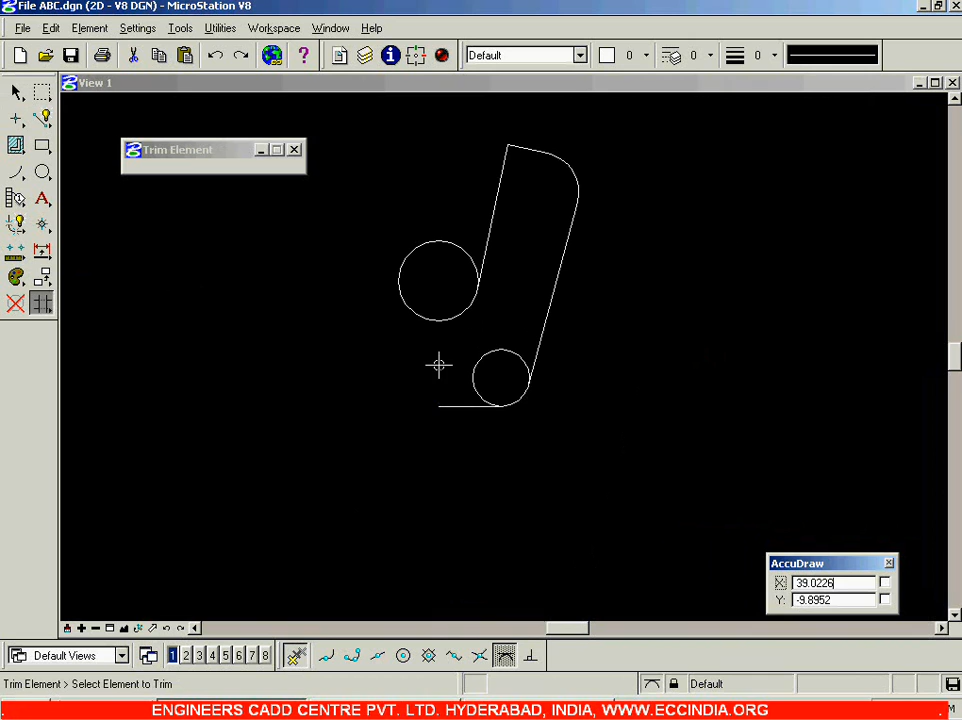 File ABC.dgn (2D - V8 DGN) - MicroStation V8
File Edit Element Settings Tools Utilities Workspace Window Help
Default 0 0 0
View 1
Trim Element
AccuDraw
X: 39.0226
Y: -9.8952
Default Views 1 2 3 4 5 6 7 8
Trim Element > Select Element to Trim Default
ENGINEERS CADD CENTRE PVT. LTD. HYDERABAD, INDIA, WWW.ECCINDIA.ORG